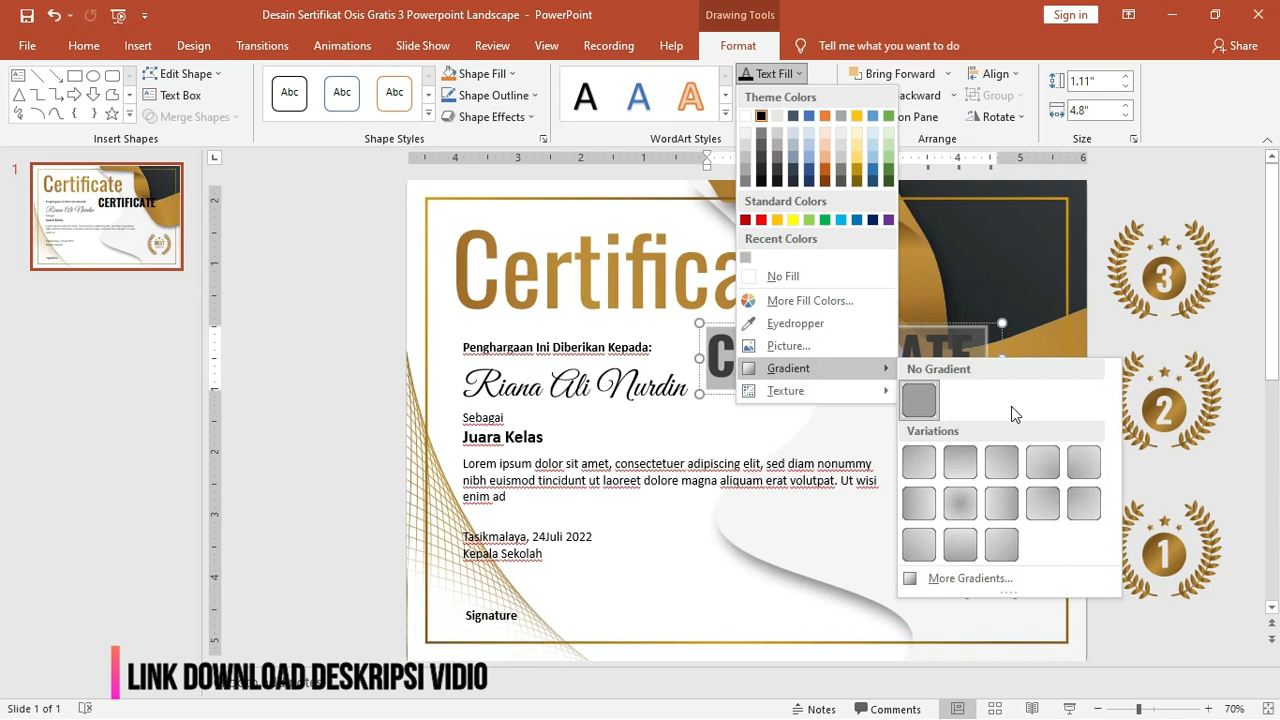 Desain Sertifikat Osis Gratis 3 Powerpoint Landscape - PowerPoint
Drawing Tools
Sign in
File Home Insert Design Transitions Animations Slide Show Review View Recording Help Format Tell me what you want to do Share
Edit Shape
Text Box
Merge Shapes
Insert Shapes
Abc Abc Abc
Shape Fill
Shape Outline
Shape Effects
Shape Styles
A A A
WordArt Styles
Text Fill
Bring Forward
Align
Group
Rotate
Arrange
1.11"
4.8"
Size
Theme Colors
Standard Colors
Recent Colors
No Fill
More Fill Colors...
Eyedropper
Picture...
Gradient
Texture
No Gradient
Variations
More Gradients...
1
Certificate
CERTIFICATE
Penghargaan Ini Diberikan Kepada:
Riana Ali Nurdin
Sebagai
Juara Kelas
Lorem ipsum dolor sit amet, consectetuer adipiscing elit, sed diam nonummy
nibh euismod tincidunt ut laoreet dolore magna aliquam erat volutpat. Ut wisi
enim ad
Tasikmalaya, 24Juli 2022
Kepala Sekolah
Signature
3
2
1
LINK DOWNLOAD DESKRIPSI VIDIO
Slide 1 of 1
Notes
Comments
70%